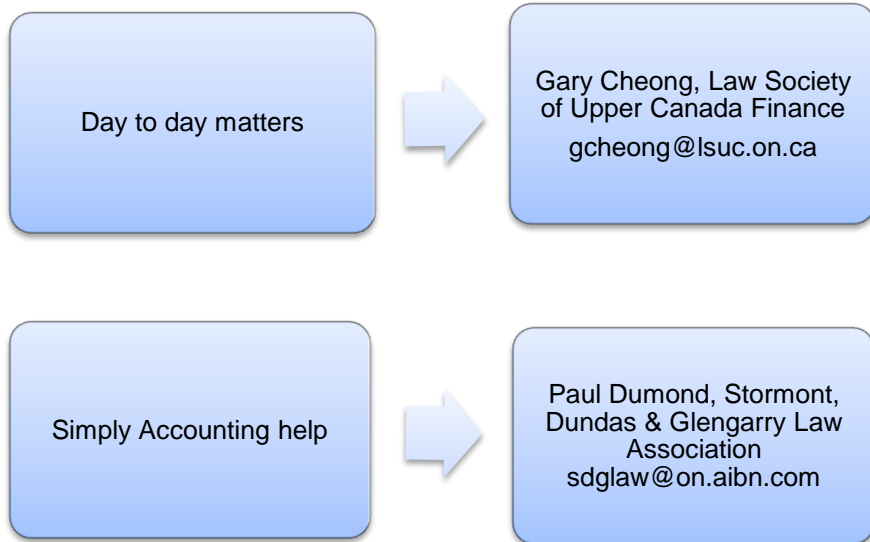 Day to day matters
Gary Cheong, Law Society
of Upper Canada Finance
gcheong@lsuc.on.ca
Simply Accounting help
Paul Dumond, Stormont,
Dundas & Glengarry Law
Association
sdglaw@on.aibn.com